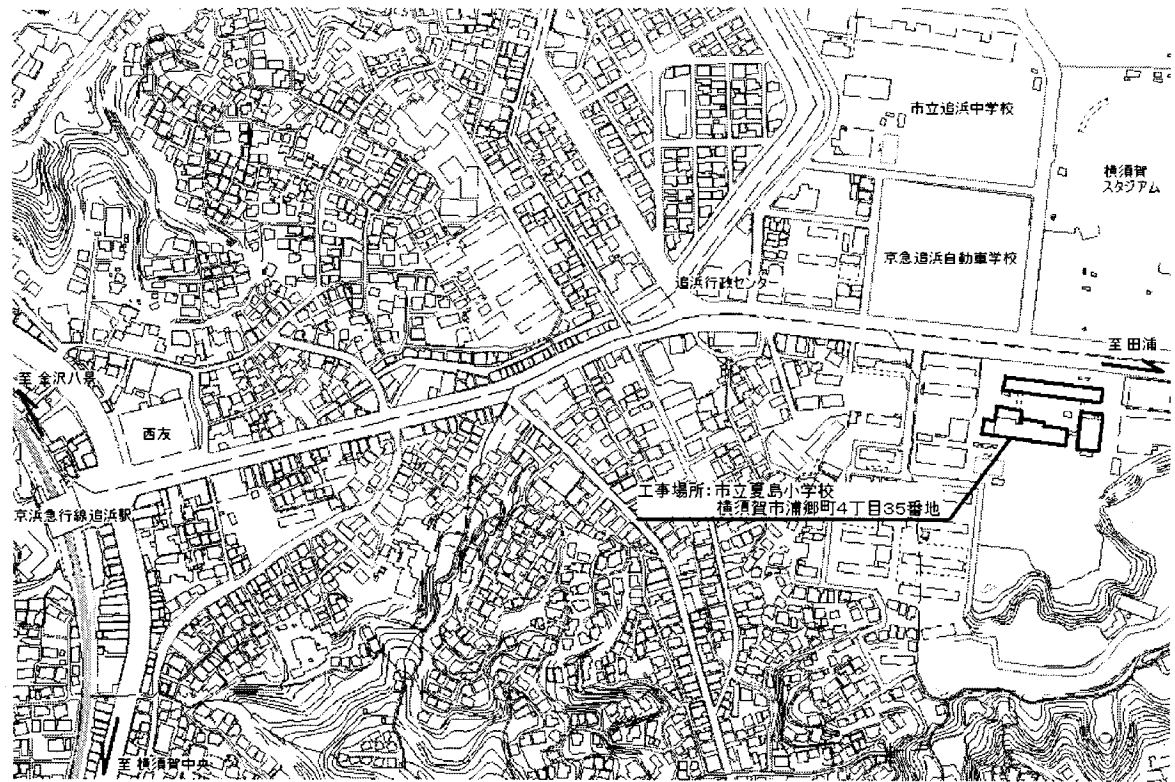 市立追浜中学校
横須賀
スタジアム
京急追浜自動車学校
追浜行政センター
至 田浦
至 金沢八景
西友
工事場所:市立夏島小学校
横須賀市浦郷町4丁目35番地
京浜急行線追浜駅
至 横須賀中央